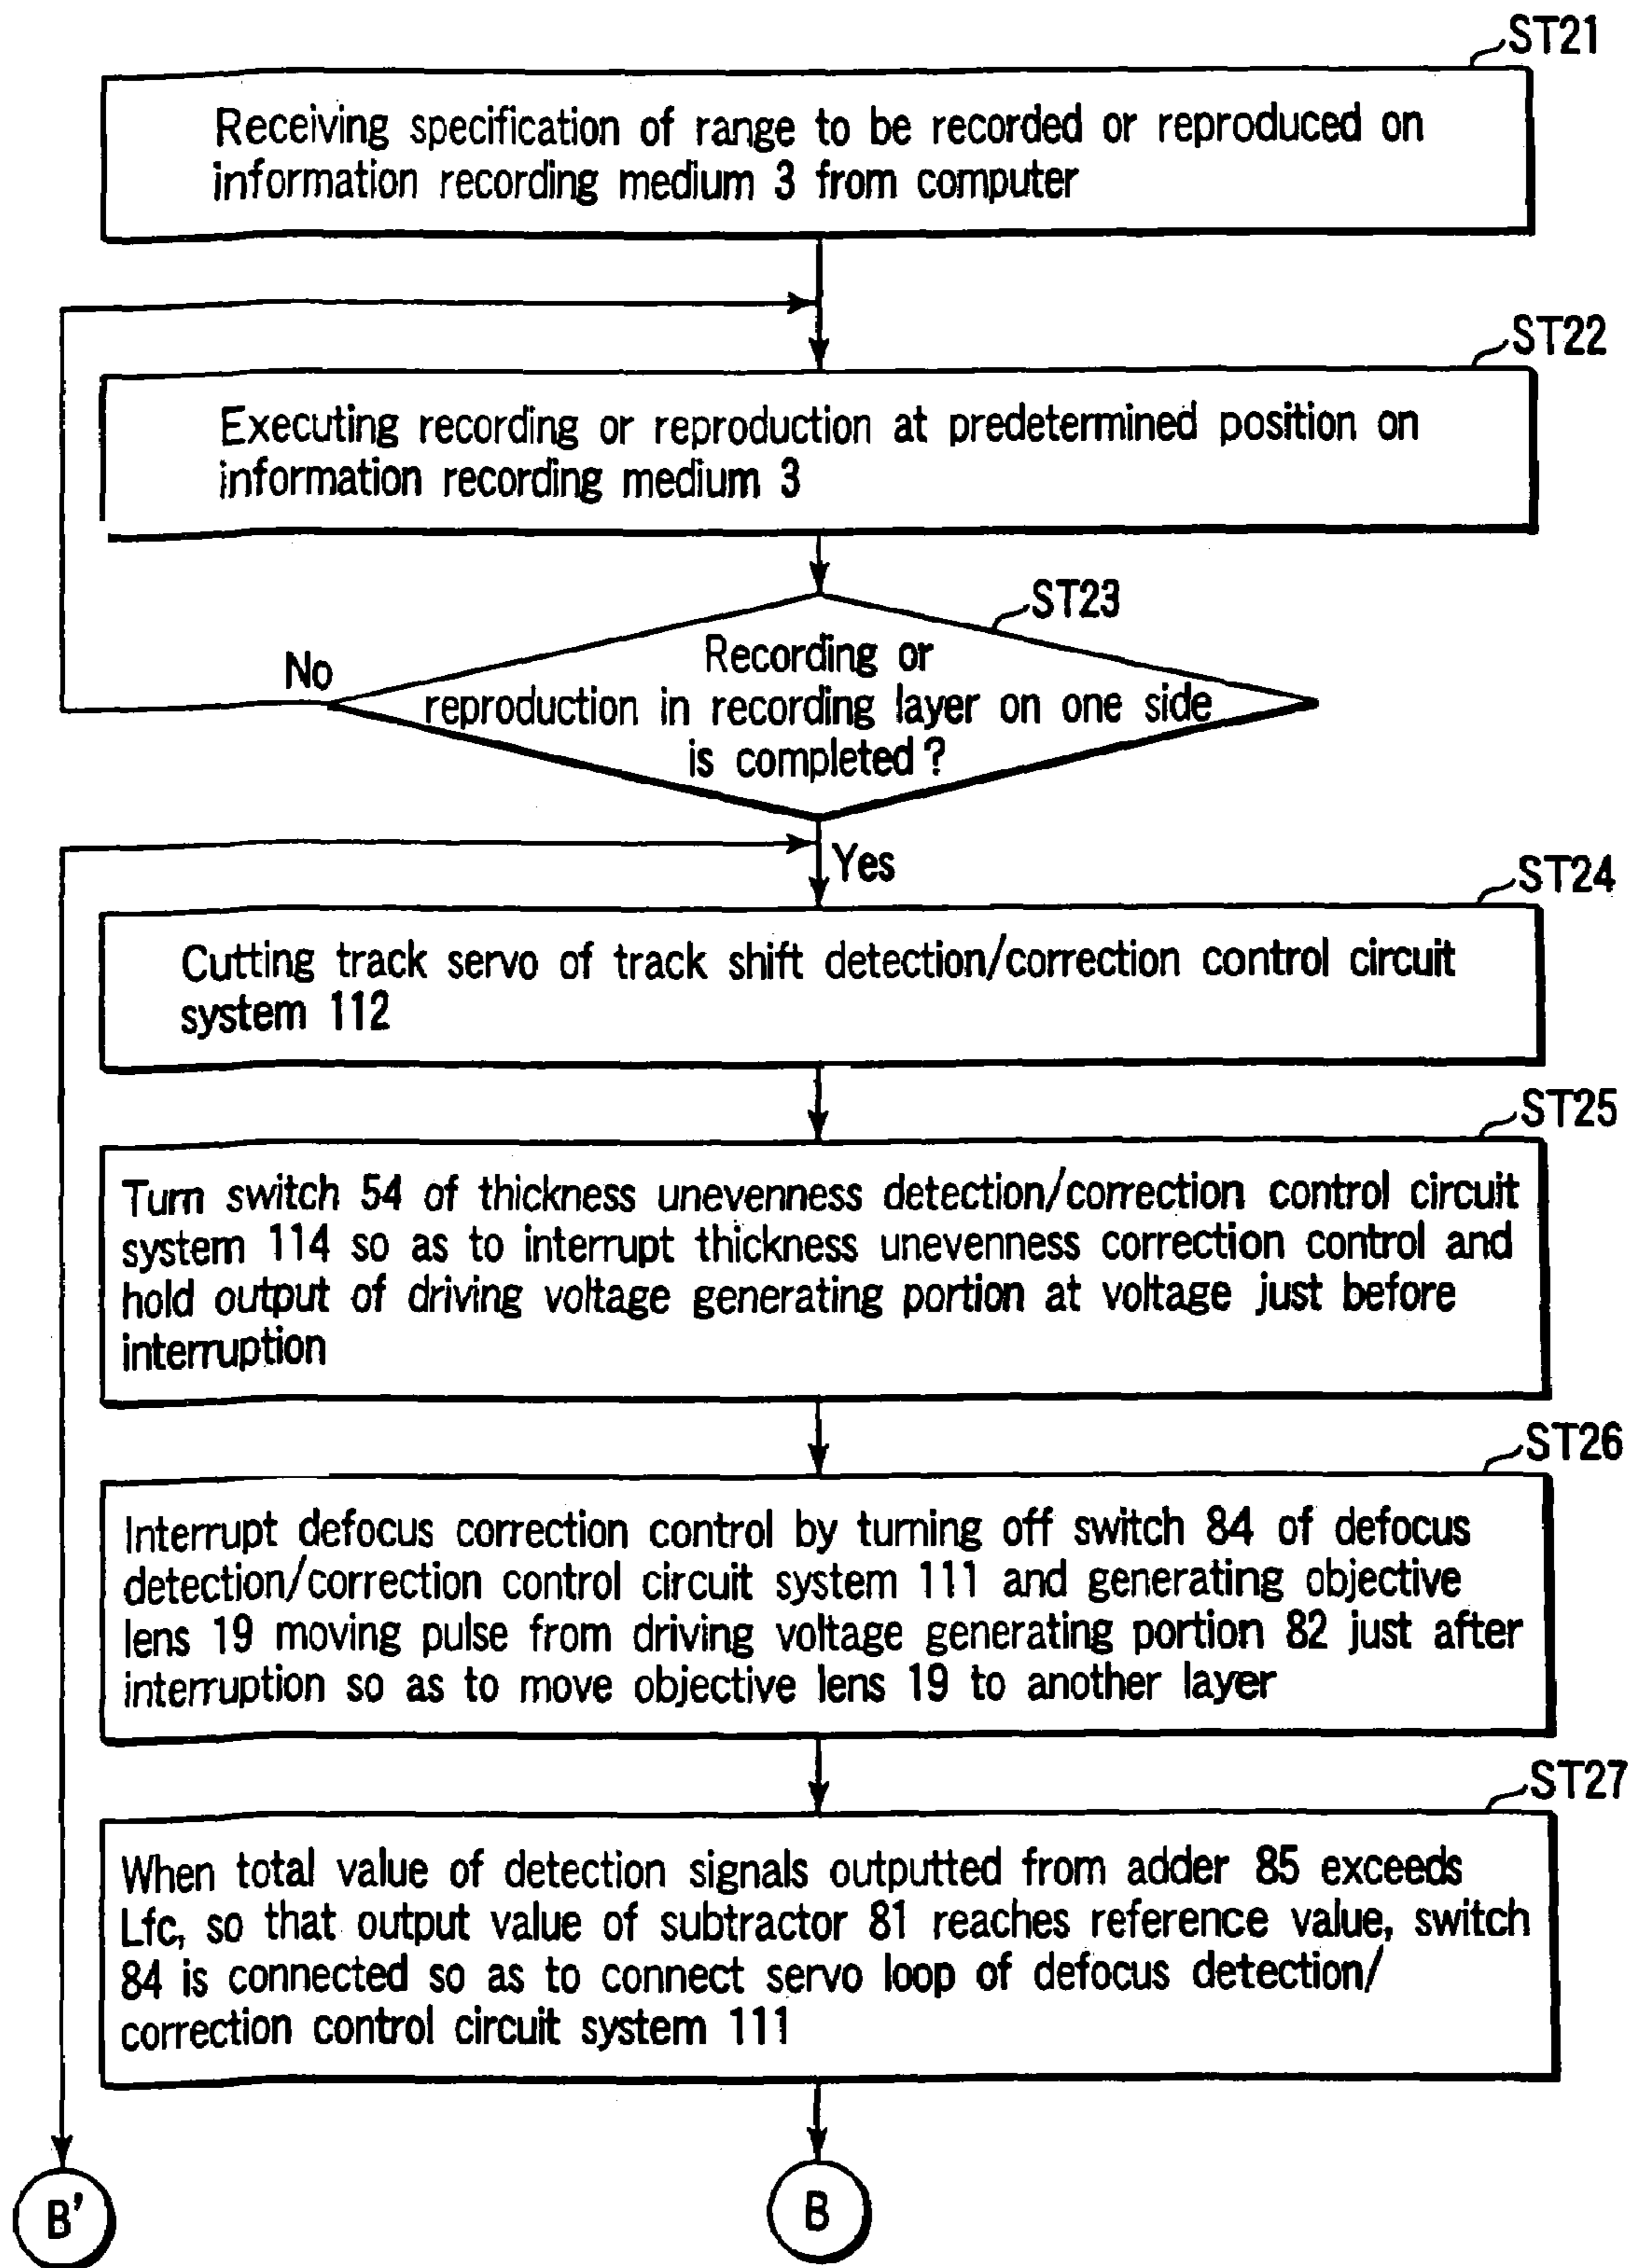 ST21
Receiving specification of range to be recorded or reproduced on
information recording medium 3 from computer
ST22
Executing recording or reproduction at predetermined position on
information recording medium 3
ST23
Recording or
reproduction in recording layer on one side
is completed?
No
Yes
ST24
Cutting track servo of track shift detection/correction control circuit
system 112
ST25
Turn switch 54 of thickness unevenness detection/correction control circuit
system 114 so as to interrupt thickness unevenness correction control and
hold output of driving voltage generating portion at voltage just before
interruption
ST26
Interrupt defocus correction control by turning off switch 84 of defocus
detection/correction control circuit system 111 and generating objective
lens 19 moving pulse from driving voltage generating portion 82 just after
interruption so as to move objective lens 19 to another layer
ST27
When total value of detection signals outputted from adder 85 exceeds
Lfc, so that output value of subtractor 81 reaches reference value, switch
84 is connected so as to connect servo loop of defocus detection/
correction control circuit system 111
B'
B